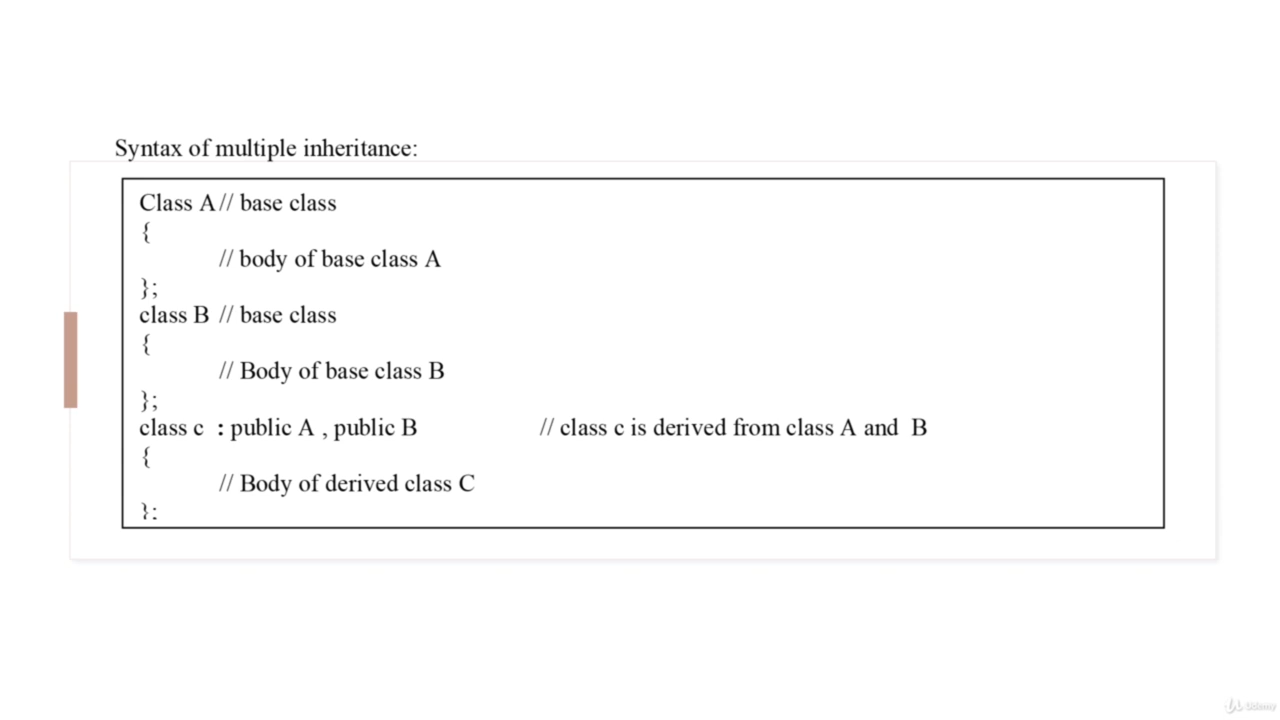 Syntax of multiple inheritance:
Class A // base class
{
// body of base class A
};
class B // base class
{
// Body of base class B
};
class c : public A , public B // class c is derived from class A and B
{
// Body of derived class C
};
Udemy